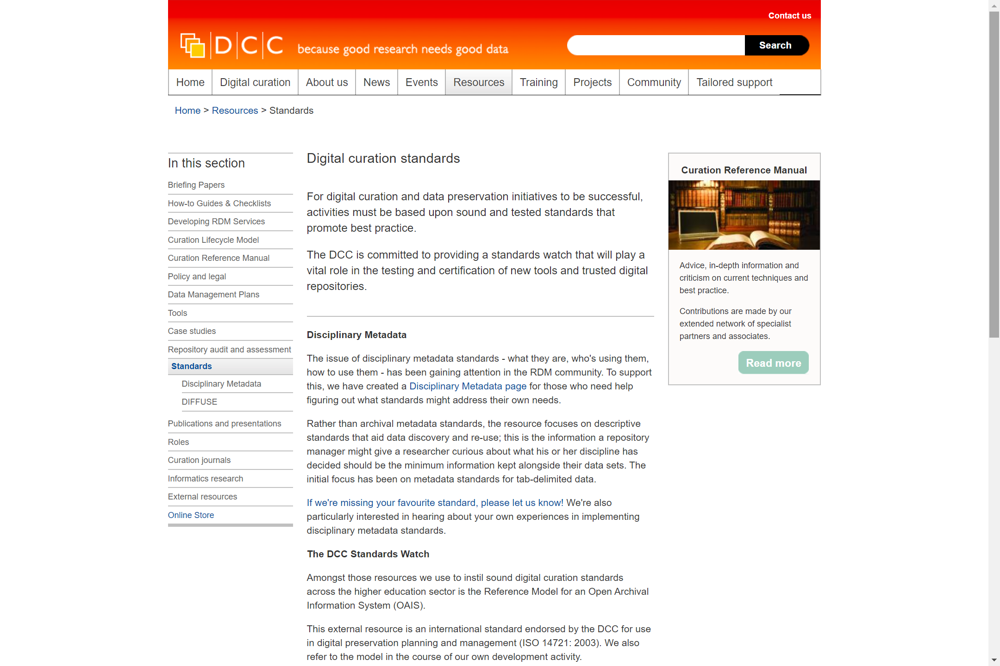 Contact us
D C C
because good research needs good data
Search
Home
Digital curation
About us
News
Events
Resources
Training
Projects
Community
Tailored support
Home > Resources > Standards
In this section
Briefing Papers
How-to Guides & Checklists
Developing RDM Services
Curation Lifecycle Model
Curation Reference Manual
Policy and legal
Data Management Plans
Tools
Case studies
Repository audit and assessment
Standards
Disciplinary Metadata
DIFFUSE
Publications and presentations
Roles
Curation journals
Informatics research
External resources
Online Store
Digital curation standards
For digital curation and data preservation initiatives to be successful,
activities must be based upon sound and tested standards that
promote best practice.
The DCC is committed to providing a standards watch that will play a
vital role in the testing and certification of new tools and trusted digital
repositories.
Disciplinary Metadata
The issue of disciplinary metadata standards - what they are, who's using them,
how to use them - has been gaining attention in the RDM community. To support
this, we have created a Disciplinary Metadata page for those who need help
figuring out what standards might address their own needs.
Rather than archival metadata standards, the resource focuses on descriptive
standards that aid data discovery and re-use; this is the information a repository
manager might give a researcher curious about what his or her discipline has
decided should be the minimum information kept alongside their data sets. The
initial focus has been on metadata standards for tab-delimited data.
If we're missing your favourite standard, please let us know! We're also
particularly interested in hearing about your own experiences in implementing
disciplinary metadata standards.
The DCC Standards Watch
Amongst those resources we use to instil sound digital curation standards
across the higher education sector is the Reference Model for an Open Archival
Information System (OAIS).
This external resource is an international standard endorsed by the DCC for use
in digital preservation planning and management (ISO 14721: 2003). We also
refer to the model in the course of our own development activity.
Curation Reference Manual
Advice, in-depth information and
criticism on current techniques and
best practice.
Contributions are made by our
extended network of specialist
partners and associates.
Read more